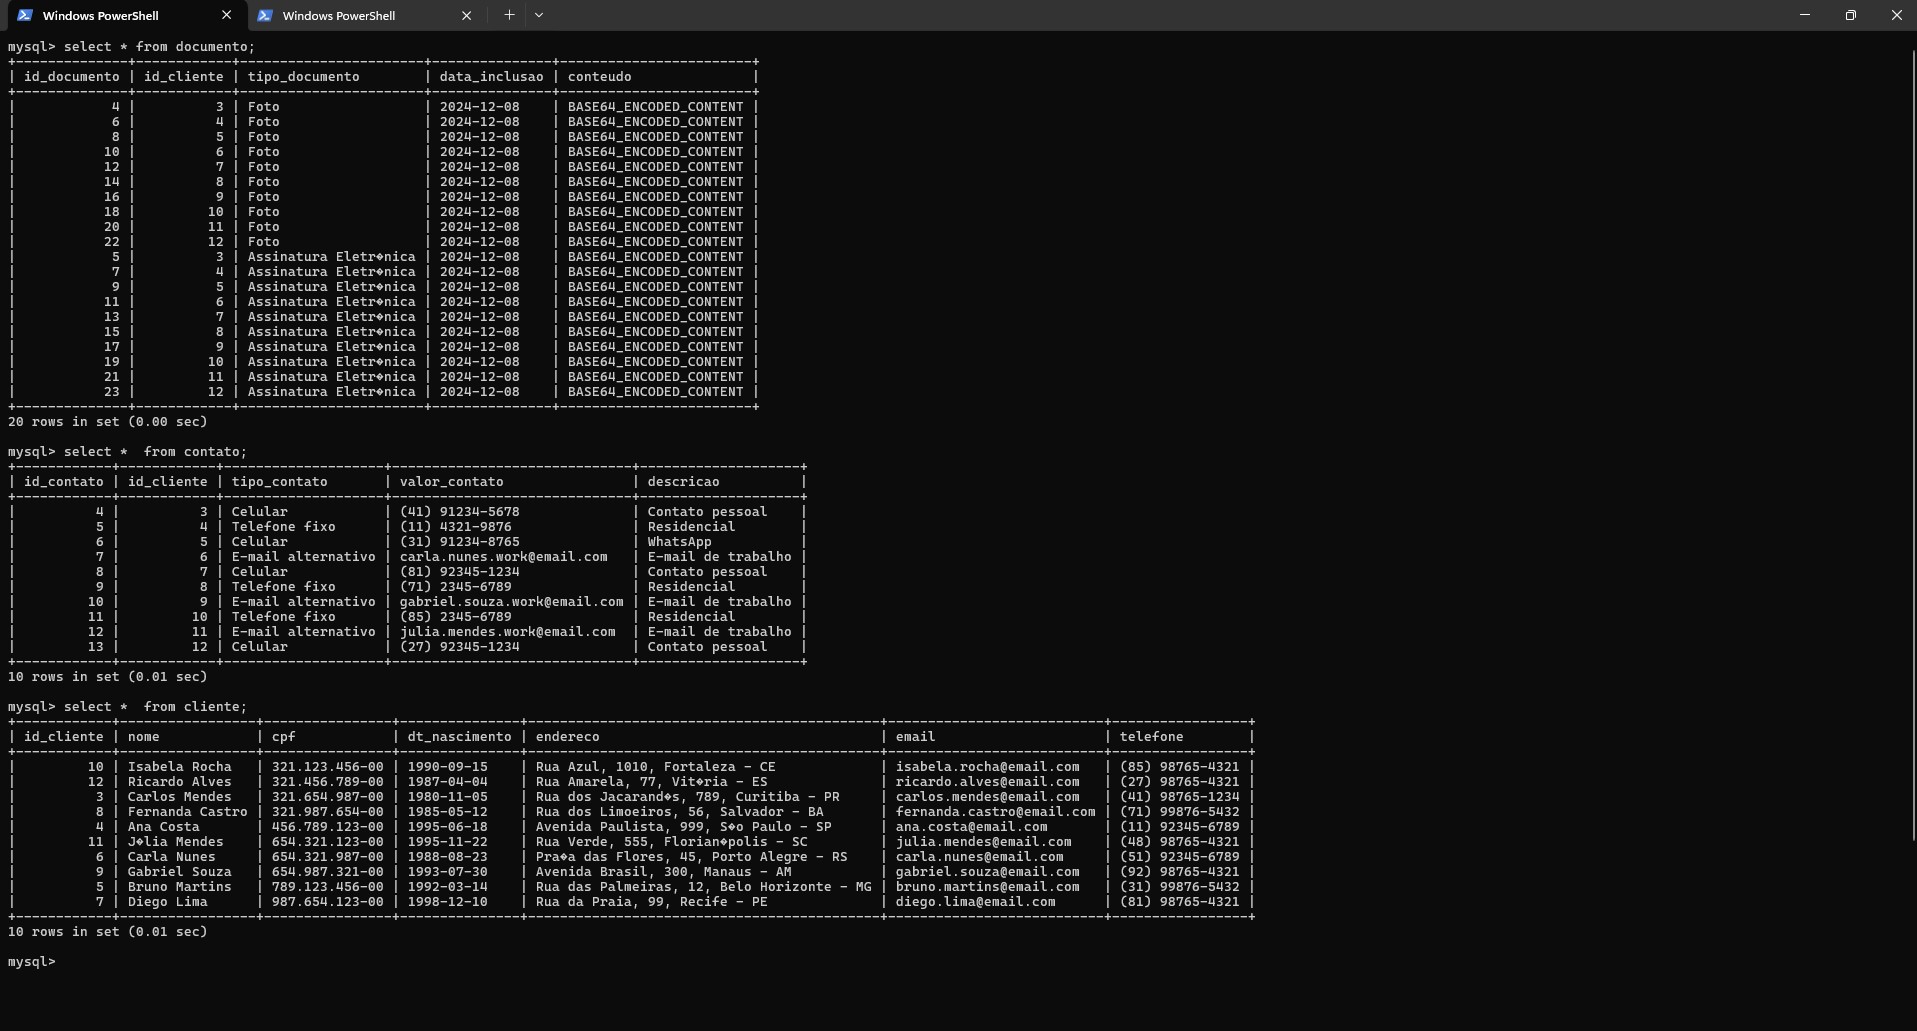 Windows PowerShell
Windows PowerShell
mysql> select * from documento;
+--------------+------------+-----------------------+---------------+------------------------+
| id_documento | id_cliente | tipo_documento        | data_inclusao | conteudo               |
+--------------+------------+-----------------------+---------------+------------------------+
|            4 |          3 | Foto                  | 2024-12-08    | BASE64_ENCODED_CONTENT |
|            6 |          4 | Foto                  | 2024-12-08    | BASE64_ENCODED_CONTENT |
|            8 |          5 | Foto                  | 2024-12-08    | BASE64_ENCODED_CONTENT |
|           10 |          6 | Foto                  | 2024-12-08    | BASE64_ENCODED_CONTENT |
|           12 |          7 | Foto                  | 2024-12-08    | BASE64_ENCODED_CONTENT |
|           14 |          8 | Foto                  | 2024-12-08    | BASE64_ENCODED_CONTENT |
|           16 |          9 | Foto                  | 2024-12-08    | BASE64_ENCODED_CONTENT |
|           18 |         10 | Foto                  | 2024-12-08    | BASE64_ENCODED_CONTENT |
|           20 |         11 | Foto                  | 2024-12-08    | BASE64_ENCODED_CONTENT |
|           22 |         12 | Foto                  | 2024-12-08    | BASE64_ENCODED_CONTENT |
|            5 |          3 | Assinatura Eletr�nica | 2024-12-08    | BASE64_ENCODED_CONTENT |
|            7 |          4 | Assinatura Eletr�nica | 2024-12-08    | BASE64_ENCODED_CONTENT |
|            9 |          5 | Assinatura Eletr�nica | 2024-12-08    | BASE64_ENCODED_CONTENT |
|           11 |          6 | Assinatura Eletr�nica | 2024-12-08    | BASE64_ENCODED_CONTENT |
|           13 |          7 | Assinatura Eletr�nica | 2024-12-08    | BASE64_ENCODED_CONTENT |
|           15 |          8 | Assinatura Eletr�nica | 2024-12-08    | BASE64_ENCODED_CONTENT |
|           17 |          9 | Assinatura Eletr�nica | 2024-12-08    | BASE64_ENCODED_CONTENT |
|           19 |         10 | Assinatura Eletr�nica | 2024-12-08    | BASE64_ENCODED_CONTENT |
|           21 |         11 | Assinatura Eletr�nica | 2024-12-08    | BASE64_ENCODED_CONTENT |
|           23 |         12 | Assinatura Eletr�nica | 2024-12-08    | BASE64_ENCODED_CONTENT |
+--------------+------------+-----------------------+---------------+------------------------+
20 rows in set (0.00 sec)
mysql> select *  from contato;
+------------+------------+--------------------+------------------------------+--------------------+
| id_contato | id_cliente | tipo_contato       | valor_contato                | descricao          |
+------------+------------+--------------------+------------------------------+--------------------+
|          4 |          3 | Celular            | (41) 91234-5678              | Contato pessoal    |
|          5 |          4 | Telefone fixo      | (11) 4321-9876               | Residencial        |
|          6 |          5 | Celular            | (31) 91234-8765              | WhatsApp           |
|          7 |          6 | E-mail alternativo | carla.nunes.work@email.com   | E-mail de trabalho |
|          8 |          7 | Celular            | (81) 92345-1234              | Contato pessoal    |
|          9 |          8 | Telefone fixo      | (71) 2345-6789               | Residencial        |
|         10 |          9 | E-mail alternativo | gabriel.souza.work@email.com | E-mail de trabalho |
|         11 |         10 | Telefone fixo      | (85) 2345-6789               | Residencial        |
|         12 |         11 | E-mail alternativo | julia.mendes.work@email.com  | E-mail de trabalho |
|         13 |         12 | Celular            | (27) 92345-1234              | Contato pessoal    |
+------------+------------+--------------------+------------------------------+--------------------+
10 rows in set (0.01 sec)
mysql> select *  from cliente;
+------------+-----------------+----------------+---------------+--------------------------------------------+---------------------------+-----------------+
| id_cliente | nome            | cpf            | dt_nascimento | endereco                                   | email                     | telefone        |
+------------+-----------------+----------------+---------------+--------------------------------------------+---------------------------+-----------------+
|         10 | Isabela Rocha   | 321.123.456-00 | 1990-09-15    | Rua Azul, 1010, Fortaleza - CE             | isabela.rocha@email.com   | (85) 98765-4321 |
|         12 | Ricardo Alves   | 321.456.789-00 | 1987-04-04    | Rua Amarela, 77, Vit�ria - ES              | ricardo.alves@email.com   | (27) 98765-4321 |
|          3 | Carlos Mendes   | 321.654.987-00 | 1980-11-05    | Rua dos Jacarand�s, 789, Curitiba - PR     | carlos.mendes@email.com   | (41) 98765-1234 |
|          8 | Fernanda Castro | 321.987.654-00 | 1985-05-12    | Rua dos Limoeiros, 56, Salvador - BA       | fernanda.castro@email.com | (71) 99876-5432 |
|          4 | Ana Costa       | 456.789.123-00 | 1995-06-18    | Avenida Paulista, 999, S�o Paulo - SP      | ana.costa@email.com       | (11) 92345-6789 |
|         11 | J�lia Mendes    | 654.321.123-00 | 1995-11-22    | Rua Verde, 555, Florian�polis - SC         | julia.mendes@email.com    | (48) 98765-4321 |
|          6 | Carla Nunes     | 654.321.987-00 | 1988-08-23    | Pra�a das Flores, 45, Porto Alegre - RS    | carla.nunes@email.com     | (51) 92345-6789 |
|          9 | Gabriel Souza   | 654.987.321-00 | 1993-07-30    | Avenida Brasil, 300, Manaus - AM           | gabriel.souza@email.com   | (92) 98765-4321 |
|          5 | Bruno Martins   | 789.123.456-00 | 1992-03-14    | Rua das Palmeiras, 12, Belo Horizonte - MG | bruno.martins@email.com   | (31) 99876-5432 |
|          7 | Diego Lima      | 987.654.123-00 | 1998-12-10    | Rua da Praia, 99, Recife - PE              | diego.lima@email.com      | (81) 98765-4321 |
+------------+-----------------+----------------+---------------+--------------------------------------------+---------------------------+-----------------+
10 rows in set (0.01 sec)
mysql>